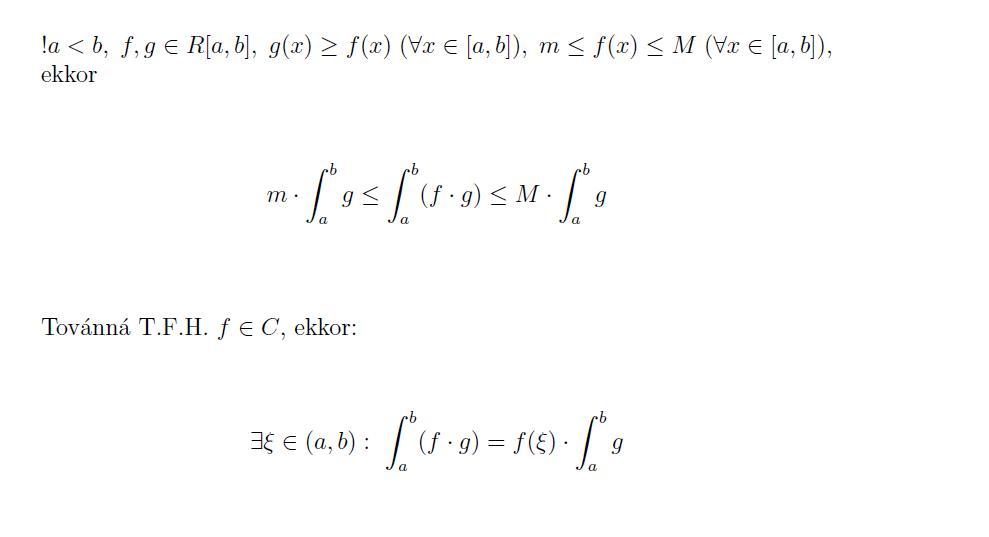 !a < b, f, g ∈ R[a, b], g(x) ≥ f(x) (∀x ∈ [a, b]), m ≤ f(x) ≤ M (∀x ∈ [a, b]),
ekkor
m · ∫_a^b g ≤ ∫_a^b (f · g) ≤ M · ∫_a^b g
Továnná T.F.H. f ∈ C, ekkor:
∃ξ ∈ (a, b) : ∫_a^b (f · g) = f(ξ) · ∫_a^b g